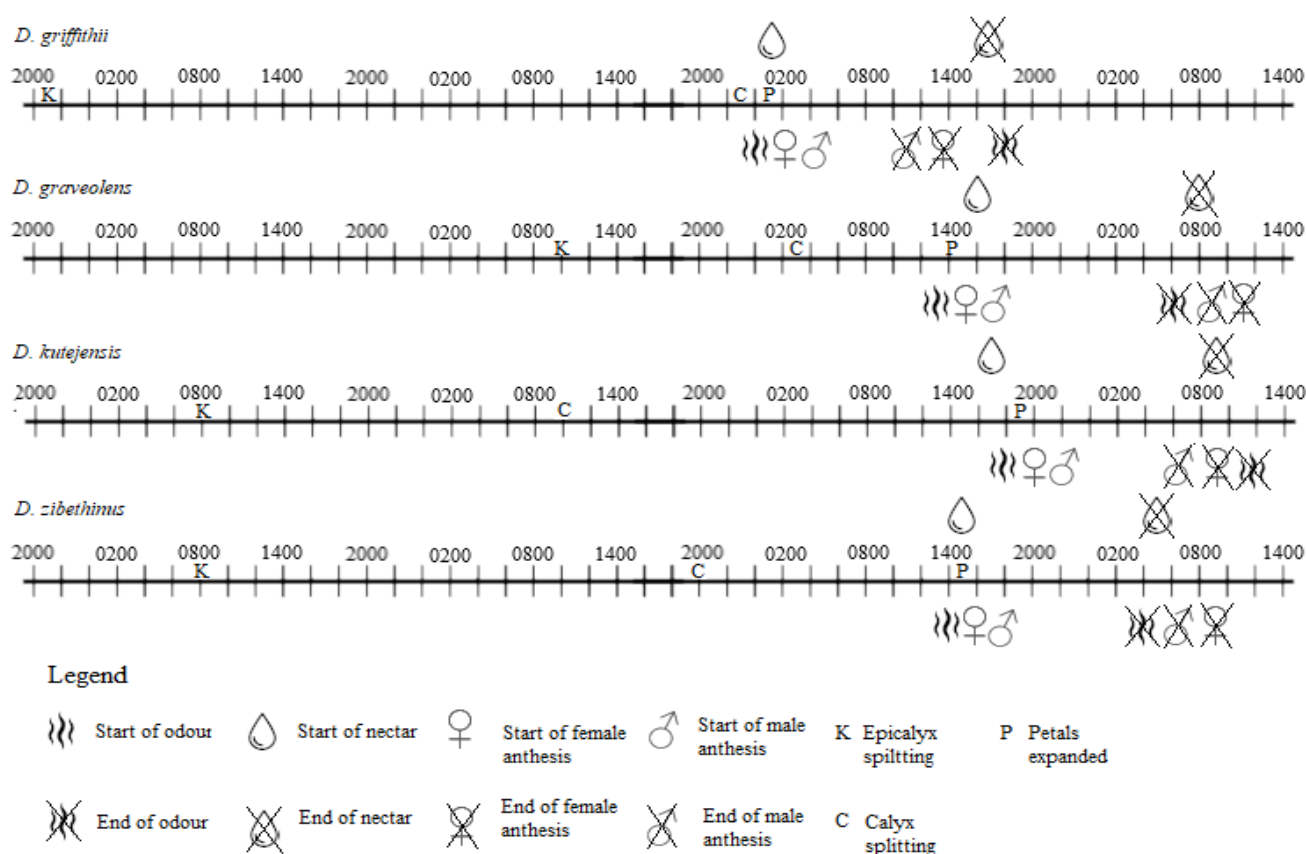 D. griffithii
2000 0200 0800 1400 2000 0200 0800 1400 2000 0200 0800 1400 2000 0200 0800 1400
K C P
D. graveolens
2000 0200 0800 1400 2000 0200 0800 1400 2000 0200 0800 1400 2000 0200 0800 1400
K C P
D. kutejensis
2000 0200 0800 1400 2000 0200 0800 1400 2000 0200 0800 1400 2000 0200 0800 1400
K C P
D. zibethinus
2000 0200 0800 1400 2000 0200 0800 1400 2000 0200 0800 1400 2000 0200 0800 1400
K C P
Legend
Start of odour
Start of nectar
Start of female
anthesis
Start of male
anthesis
K Epicalyx
spiltting
P Petals
expanded
End of odour
End of nectar
End of female
anthesis
End of male
anthesis
C Calyx
splitting